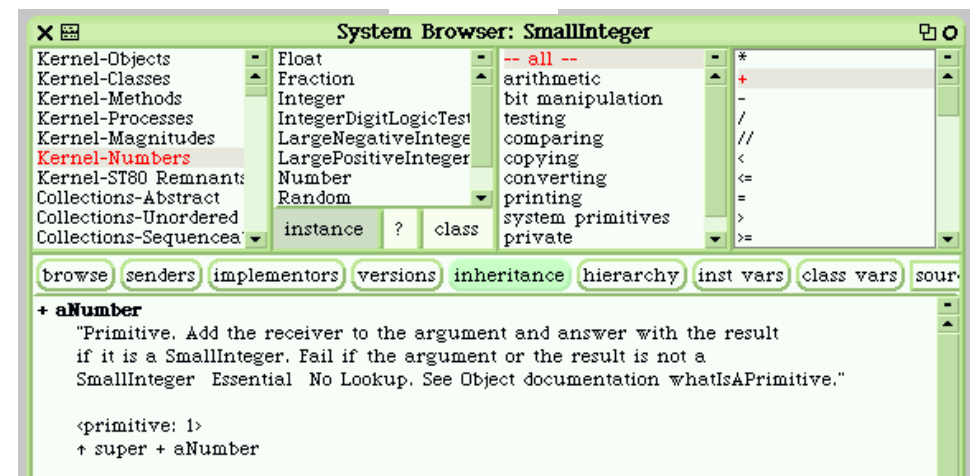 System Browser: SmallInteger
Kernel-Objects
Kernel-Classes
Kernel-Methods
Kernel-Processes
Kernel-Magnitudes
Kernel-Numbers
Kernel-ST80 Remnants
Collections-Abstract
Collections-Unordered
Collections-Sequencea
Float
Fraction
Integer
IntegerDigitLogicTest
LargeNegativeIntege
LargePositiveInteger
Number
Random
instance ? class
-- all --
arithmetic
bit manipulation
testing
comparing
copying
converting
printing
system primitives
private
*
+
-
/
//
<
<=
=
>
>=
browse senders implementors versions inheritance hierarchy inst vars class vars sour
+ aNumber
"Primitive. Add the receiver to the argument and answer with the result
if it is a SmallInteger. Fail if the argument or the result is not a
SmallInteger Essential No Lookup. See Object documentation whatIsAPrimitive."
<primitive: 1>
↑ super + aNumber